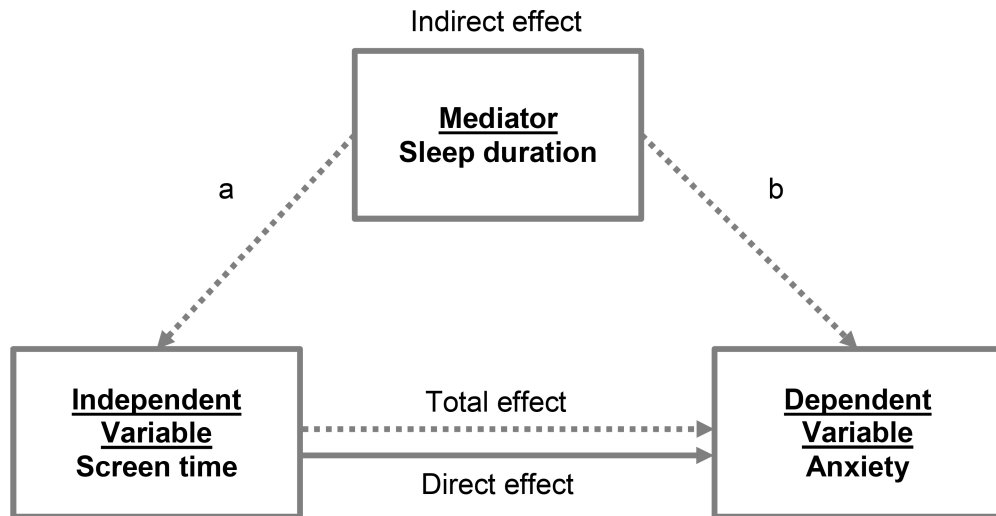 Indirect effect
Mediator
Sleep duration
a
b
Independent
Variable
Screen time
Total effect
Direct effect
Dependent
Variable
Anxiety